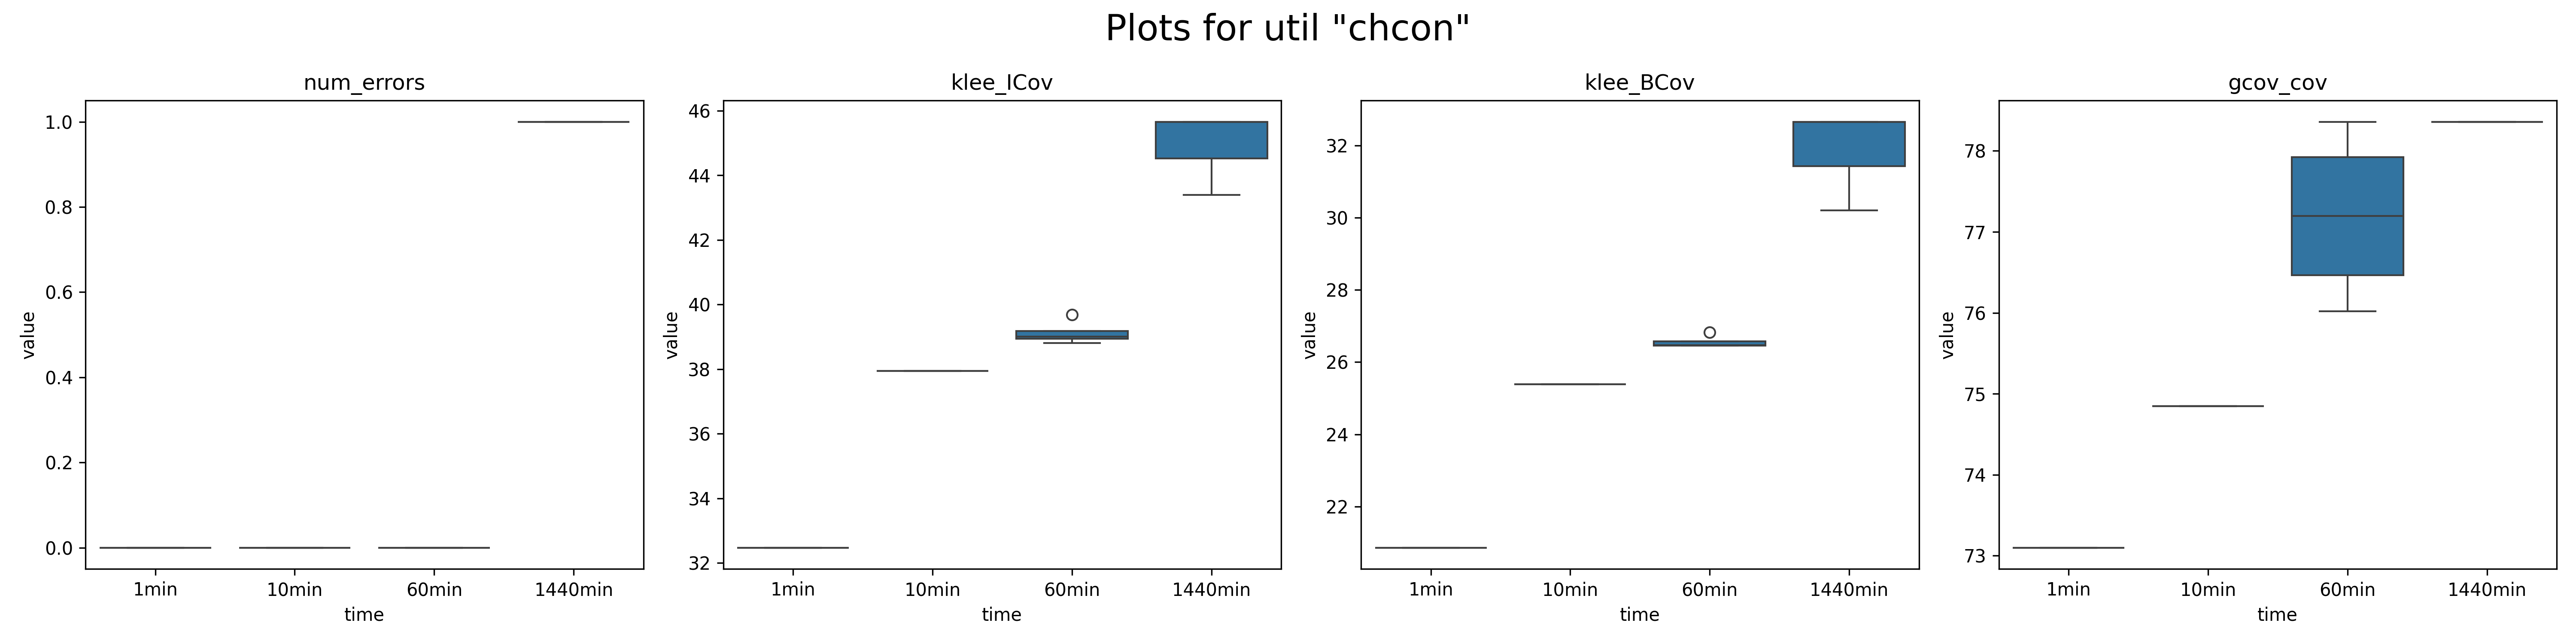 Plots for util "chcon"
num_errors
1.0
0.8
0.6
0.4
0.2
0.0
value
1min 10min 60min 1440min
time
klee_ICov
46
44
42
40
38
36
34
32
value
1min 10min 60min 1440min
time
klee_BCov
32
30
28
26
24
22
value
1min 10min 60min 1440min
time
gcov_cov
78
77
76
75
74
73
value
1min 10min 60min 1440min
time